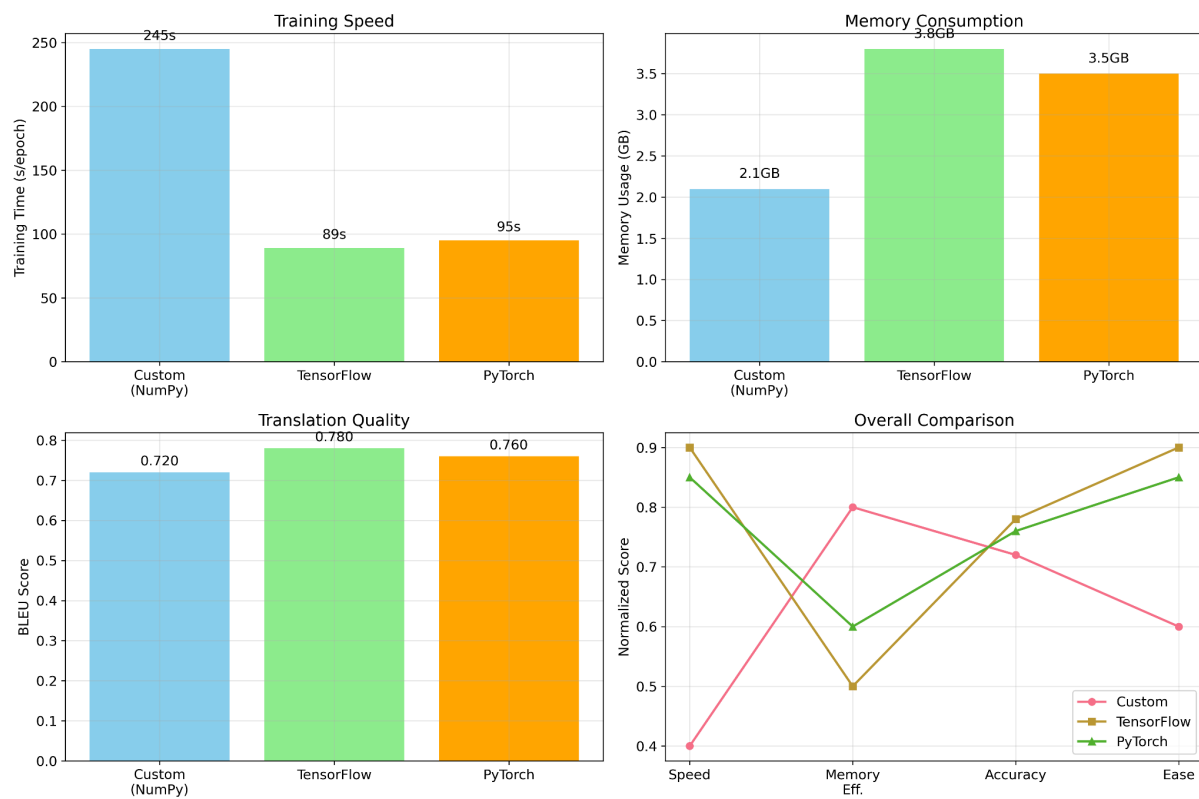 Training Speed
Training Time (s/epoch)
250
200
150
100
50
0
245s
89s
95s
Custom
(NumPy)
TensorFlow
PyTorch
Memory Consumption
Memory Usage (GB)
3.5
3.0
2.5
2.0
1.5
1.0
0.5
0.0
2.1GB
3.8GB
3.5GB
Custom
(NumPy)
TensorFlow
PyTorch
Translation Quality
BLEU Score
0.8
0.7
0.6
0.5
0.4
0.3
0.2
0.1
0.0
0.720
0.780
0.760
Custom
(NumPy)
TensorFlow
PyTorch
Overall Comparison
Normalized Score
0.9
0.8
0.7
0.6
0.5
0.4
Speed
Memory
Eff.
Accuracy
Ease
Custom
TensorFlow
PyTorch